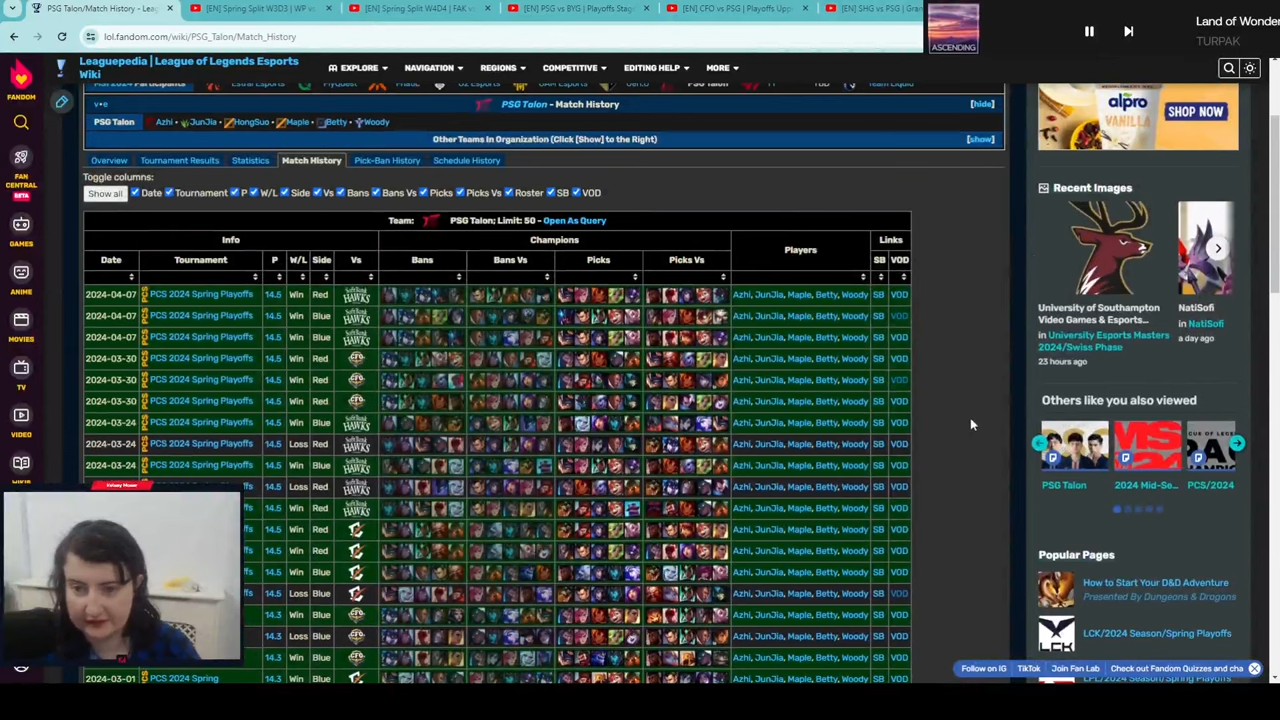 PSG Talon/Match History - Lea
[EN] Spring Split W3D3 | WP v
[EN] Spring Split W4D4 | FAK v
[EN] PSG vs BYG | Playoffs Stag
[EN] CFO vs PSG | Playoffs Upp
[EN] SHG vs PSG | Gran
Land of Wonde
TURPAK
ASCENDING
lol.fandom.com/wiki/PSG_Talon/Match_History
Leaguepedia | League of Legends Esports
Wiki
EXPLORE
NAVIGATION
REGIONS
COMPETITIVE
EDITING HELP
MORE
FANDOM
FAN
CENTRAL
BETA
GAMES
ANIME
MOVIES
TV
VIDEO
WIKIS
v•e
PSG Talon - Match History
[hide]
PSG Talon Azhi • JunJia • HongSuo • Maple • Betty • Woody
Other Teams In Organization (Click [Show] to the Right)
[show]
Overview Tournament Results Statistics Match History Pick-Ban History Schedule History
Toggle columns:
Show all Date Tournament P W/L Side Vs Bans Bans Vs Picks Picks Vs Roster SB VOD
Team: PSG Talon; Limit: 50 - Open As Query
Info Champions Players Links
Date Tournament P W/L Side Vs Bans Bans Vs Picks Picks Vs SB VOD
2024-04-07 PCS 2024 Spring Playoffs 14.5 Win Red Azhi, JunJia, Maple, Betty, Woody SB VOD
2024-04-07 PCS 2024 Spring Playoffs 14.5 Win Blue Azhi, JunJia, Maple, Betty, Woody SB VOD
2024-04-07 PCS 2024 Spring Playoffs 14.5 Win Red Azhi, JunJia, Maple, Betty, Woody SB VOD
2024-03-30 PCS 2024 Spring Playoffs 14.5 Win Red Azhi, JunJia, Maple, Betty, Woody SB VOD
2024-03-30 PCS 2024 Spring Playoffs 14.5 Win Red Azhi, JunJia, Maple, Betty, Woody SB VOD
2024-03-30 PCS 2024 Spring Playoffs 14.5 Win Red Azhi, JunJia, Maple, Betty, Woody SB VOD
2024-03-24 PCS 2024 Spring Playoffs 14.5 Win Blue Azhi, JunJia, Maple, Betty, Woody SB VOD
2024-03-24 PCS 2024 Spring Playoffs 14.5 Loss Red Azhi, JunJia, Maple, Betty, Woody SB VOD
2024-03-24 PCS 2024 Spring Playoffs 14.5 Win Blue Azhi, JunJia, Maple, Betty, Woody SB VOD
ffs 14.5 Loss Red Azhi, JunJia, Maple, Betty, Woody SB VOD
ffs 14.5 Win Blue Azhi, JunJia, Maple, Betty, Woody SB VOD
ffs 14.5 Win Red Azhi, JunJia, Maple, Betty, Woody SB VOD
ffs 14.5 Win Red Azhi, JunJia, Maple, Betty, Woody SB VOD
ffs 14.5 Win Blue Azhi, JunJia, Maple, Betty, Woody SB VOD
ffs 14.5 Loss Blue Azhi, JunJia, Maple, Betty, Woody SB VOD
14.3 Win Blue Azhi, JunJia, Maple, Betty, Woody SB VOD
14.3 Loss Blue Azhi, JunJia, Maple, Betty, Woody SB VOD
14.3 Win Blue Azhi, JunJia, Maple, Betty, Woody SB VOD
2024-03-01 PCS 2024 Spring 14.3 Win Blue Azhi, JunJia, Maple, Betty, Woody SB VOD
alpro
VANILLA
SHOP NOW
Recent Images
University of Southampton
Video Games & Esports...
in University Esports Masters
2024/Swiss Phase
23 hours ago
NatiSofi
in NatiSofi
a day ago
Others like you also viewed
PSG Talon
2024 Mid-Se...
PCS/2024
Popular Pages
How to Start Your D&D Adventure
Presented By Dungeons & Dragons
LCK
LCK/2024 Season/Spring Playoffs
Follow on IG TikTok Join Fan Lab Check out Fandom Quizzes and cha